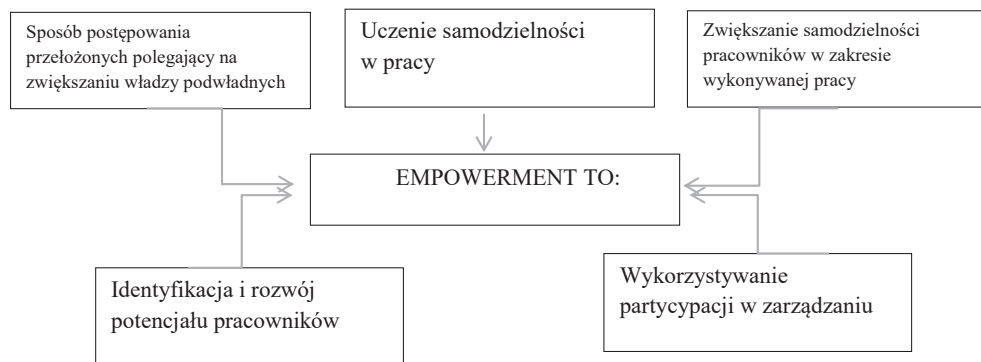 Sposób postępowania
przełożonych polegający na
zwiększaniu władzy podwładnych
Uczenie samodzielności
w pracy
Zwiększanie samodzielności
pracowników w zakresie
wykonywanej pracy
EMPOWERMENT TO:
Identyfikacja i rozwój
potencjału pracowników
Wykorzystywanie
partycypacji w zarządzaniu